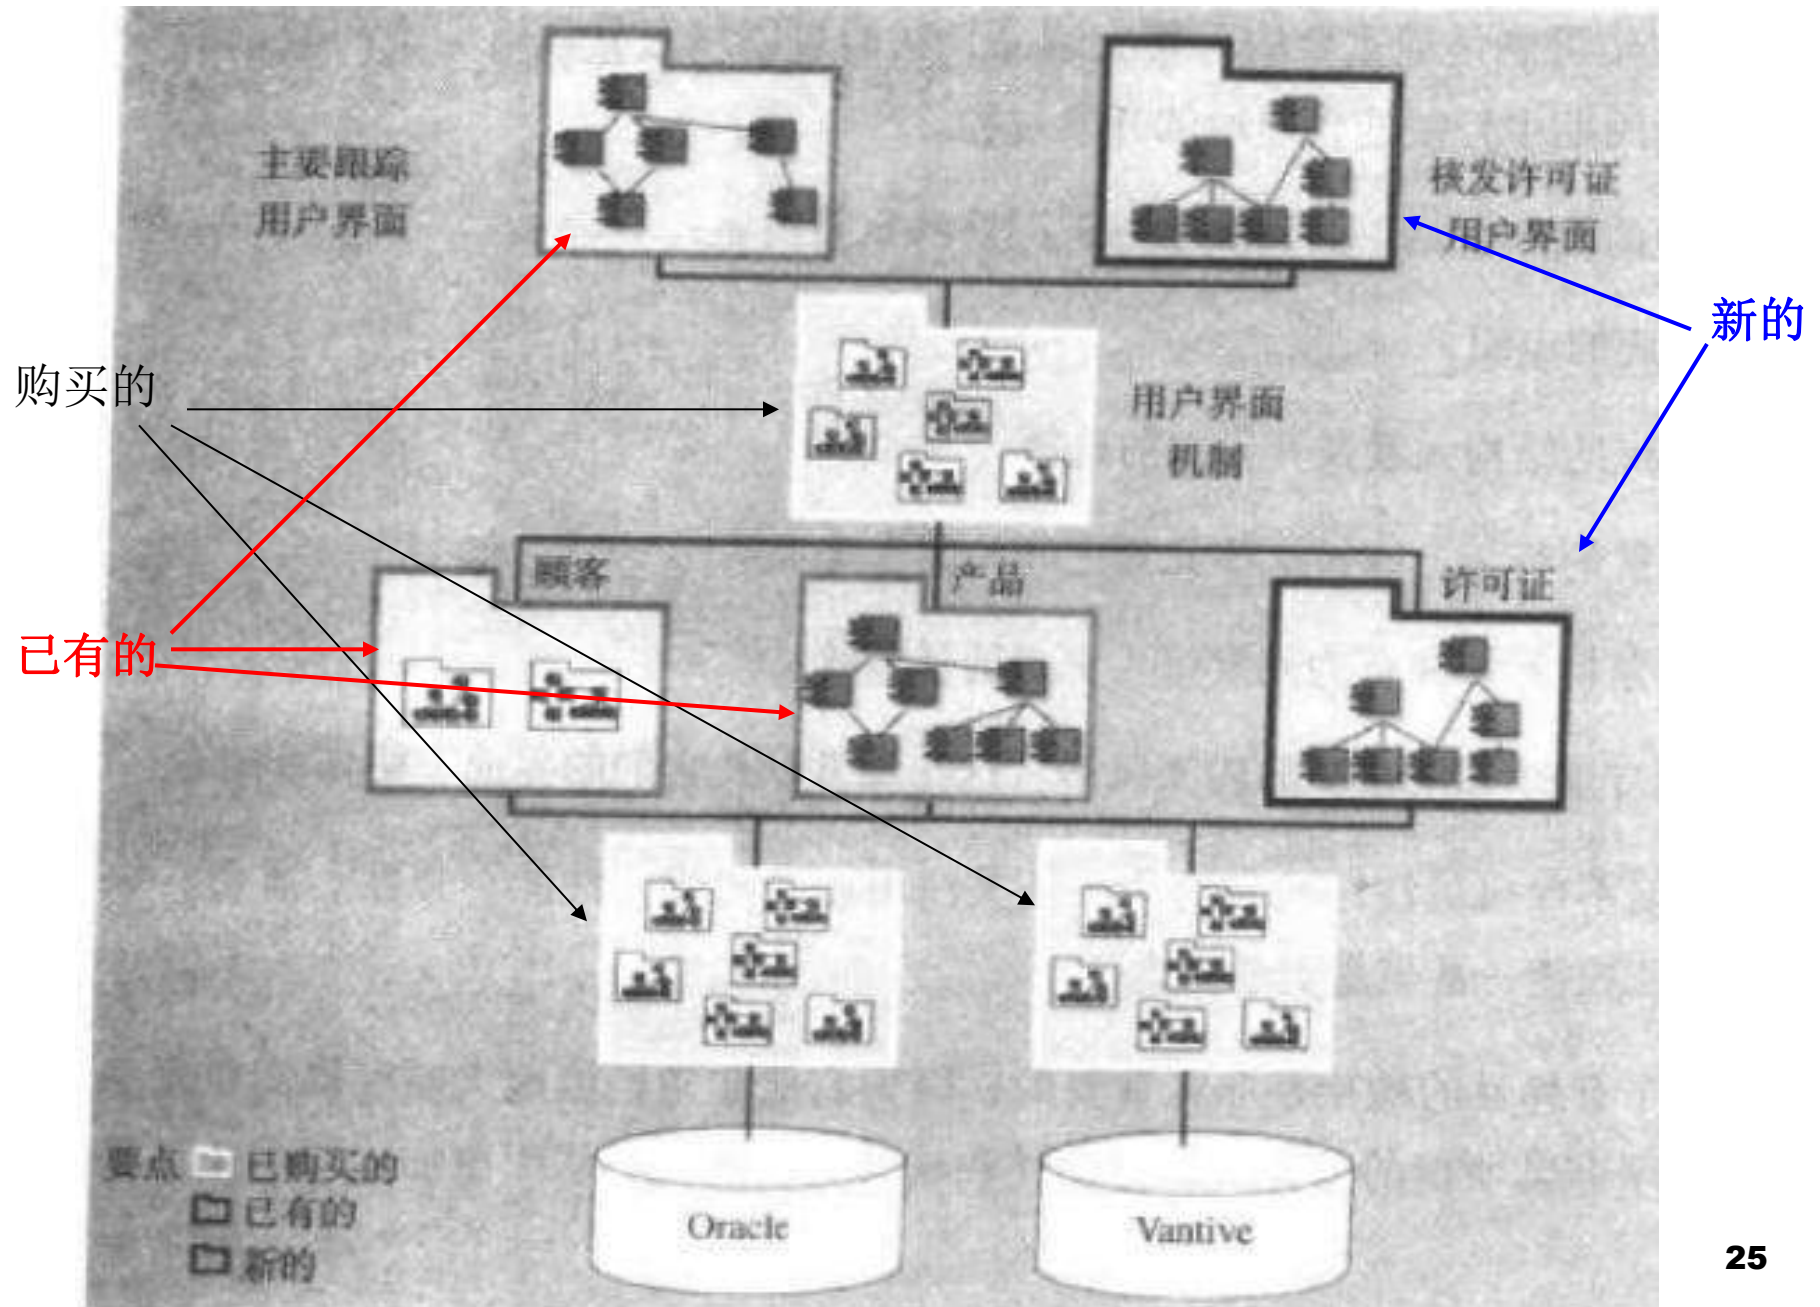 主要跟踪
用户界面
核发许可证
用户界面
新的
购买的
用户界面
机制
顾客
产品
许可证
已有的
要点 已购买的
已有的
新的
Oracle
Vantive
25